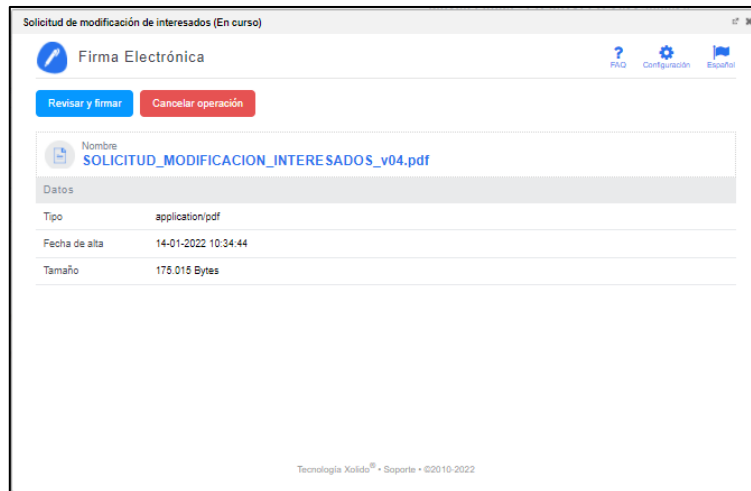 Solicitud de modificación de interesados (En curso)
Firma Electrónica
FAQ Configuración Español
Revisar y firmar Cancelar operación
Nombre
SOLICITUD_MODIFICACION_INTERESADOS_v04.pdf
Datos
Tipo application/pdf
Fecha de alta 14-01-2022 10:34:44
Tamaño 175.015 Bytes
Tecnología Xolido® • Soporte • ©2010-2022